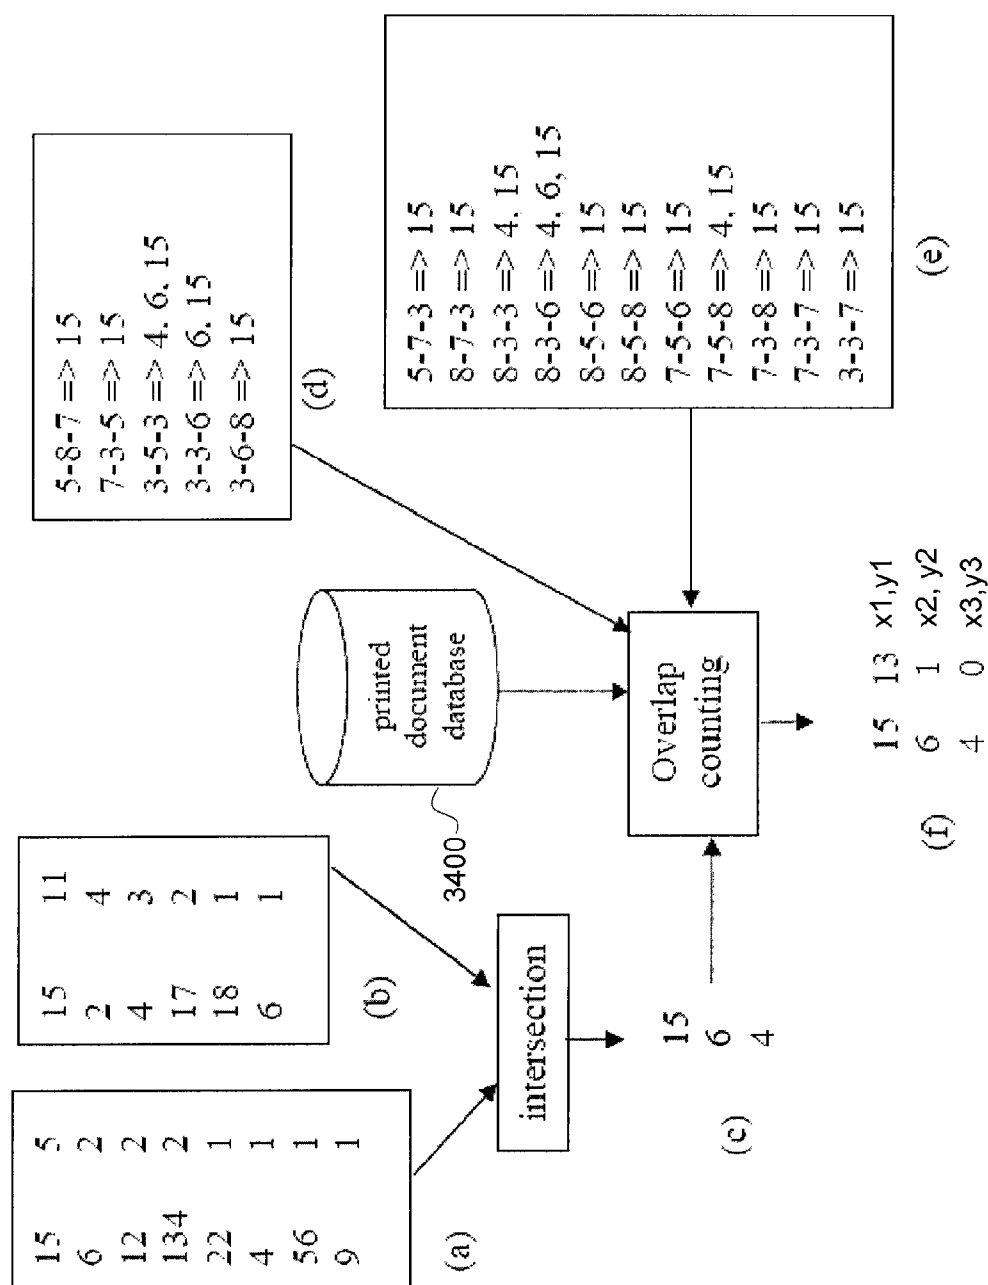 15 5
6 2
12 2
134 2
22 1
4 1
56 1
9 1
(a)
15 11
2 4
4 3
17 2
18 1
6 1
(b)
intersection
15
6
4
(c)
printed
document
database
3400
5-8-7 => 15
7-3-5 => 15
3-5-3 => 4. 6. 15
3-3-6 => 6. 15
3-6-8 => 15
(d)
5-7-3 => 15
8-7-3 => 15
8-3-3 => 4, 15
8-3-6 => 4, 6, 15
8-5-6 => 15
8-5-8 => 15
7-5-6 => 15
7-5-8 => 4, 15
7-3-8 => 15
7-3-7 => 15
3-3-7 => 15
(e)
Overlap
counting
15 13 x1,y1
6 1 x2, y2
4 0 x3,y3
(f)